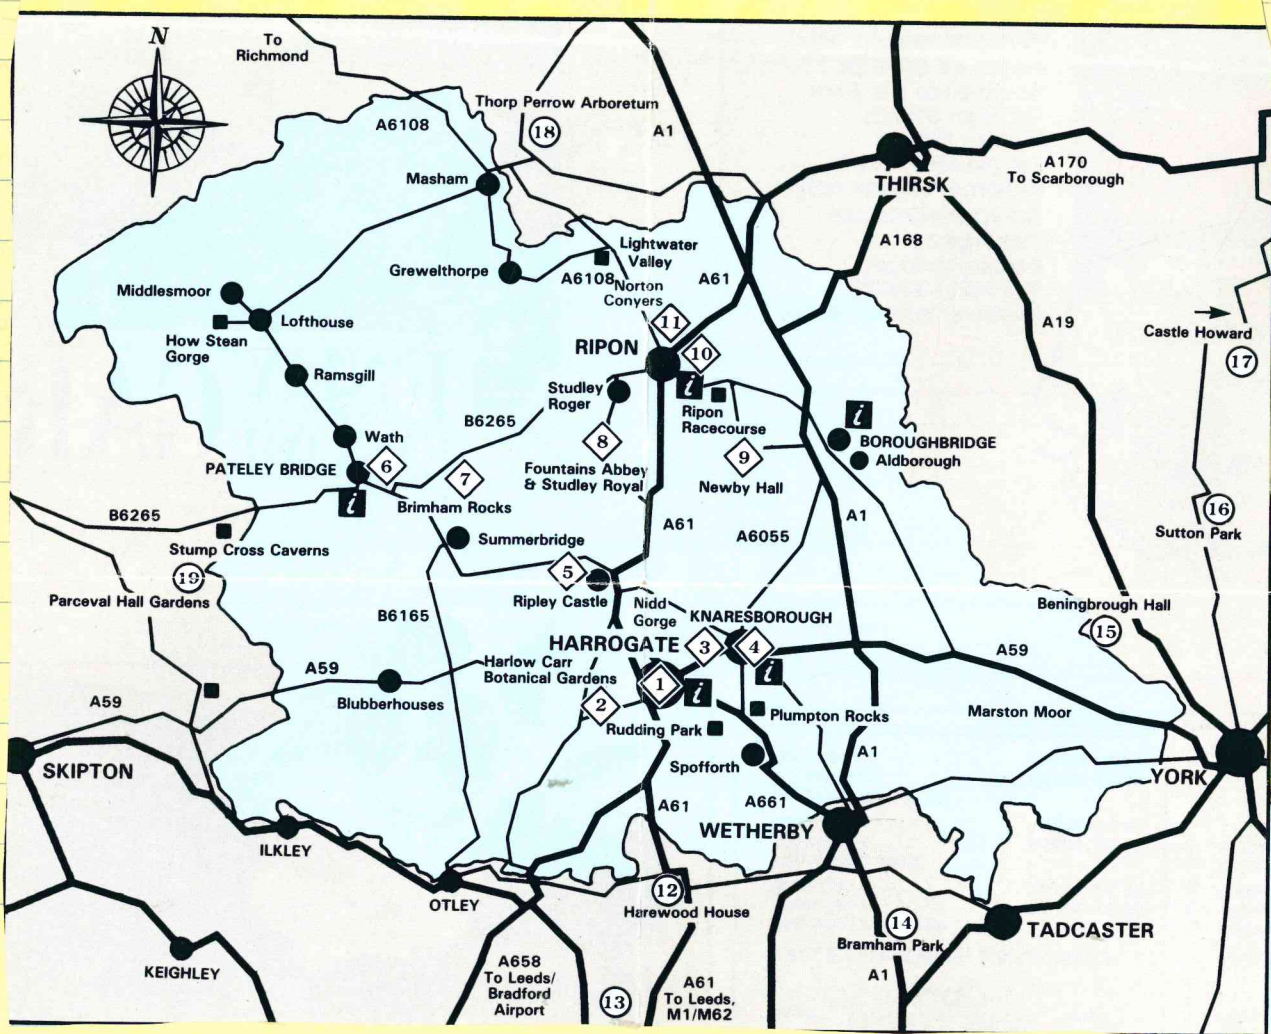 N
To
Richmond
A6108
Thorp Perrow Arboretum
18
A1
THIRSK
A170
To Scarborough
Masham
A168
Lightwater
Valley
Grewelthorpe
A6108
A61
Norton
Conyers
Middlesmoor
Lofthouse
How Stean
Gorge
11
A19
Castle Howard
17
RIPON
10
Ramsgill
i
Studley
Roger
Ripon
Racecourse
i
B6265
Wath
8
9
BOROUGHBRIDGE
Aldborough
PATELEY BRIDGE
6
7
Fountains Abbey
& Studley Royal
Newby Hall
i
Brimham Rocks
B6265
A61
A6055
A1
16
Sutton Park
Stump Cross Caverns
Summerbridge
19
Parceval Hall Gardens
5
Ripley Castle
Nidd
Gorge
Beningbrough Hall
15
B6165
KNARESBOROUGH
HARROGATE
3
4
A59
A59
Harlow Carr
Botanical Gardens
i
1
i
A59
Blubberhouses
2
Plumpton Rocks
Marston Moor
Rudding Park
A1
SKIPTON
Spofforth
YORK
A61
A661
WETHERBY
ILKLEY
12
OTLEY
Harewood House
14
TADCASTER
Bramham Park
KEIGHLEY
A658
To Leeds/
Bradford
Airport
13
A61
To Leeds,
M1/M62
A1